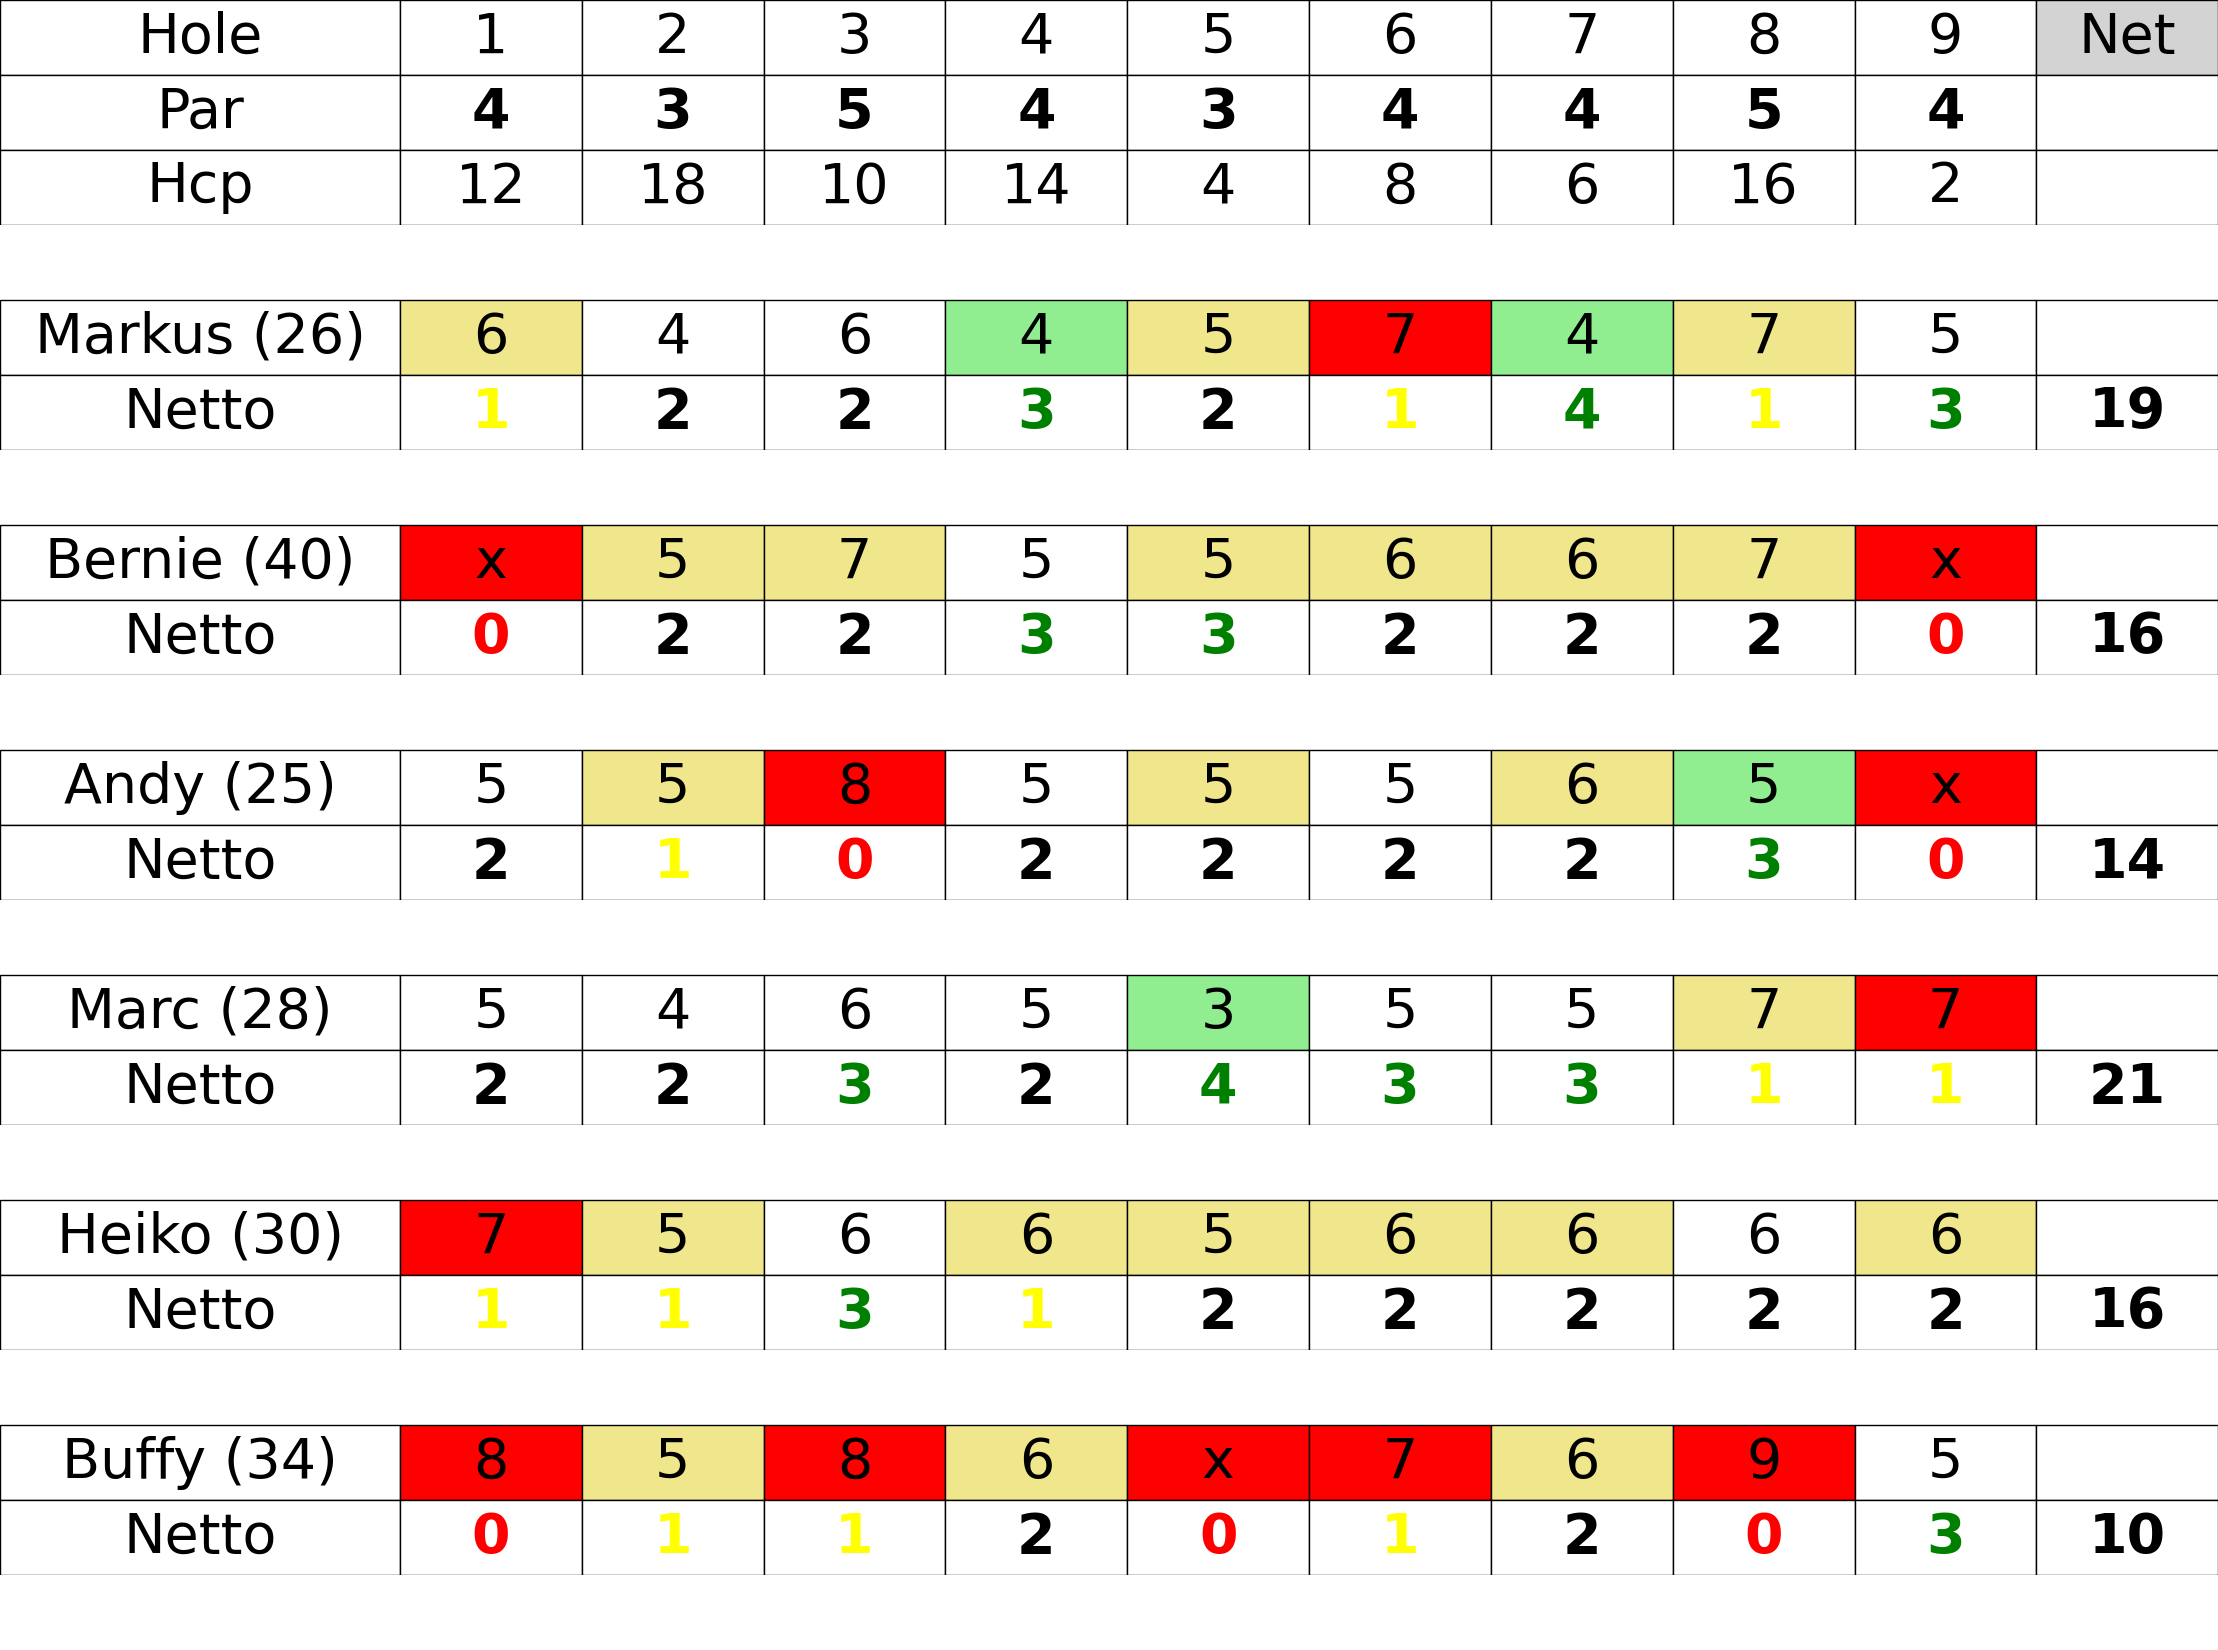 Hole 1 2 3 4 5 6 7 8 9 Net
Par 4 3 5 4 3 4 4 5 4
Hcp 12 18 10 14 4 8 6 16 2
Markus (26) 6 4 6 4 5 7 4 7 5
Netto 1 2 2 3 2 1 4 1 3 19
Bernie (40) x 5 7 5 5 6 6 7 x
Netto 0 2 2 3 3 2 2 2 0 16
Andy (25) 5 5 8 5 5 5 6 5 x
Netto 2 1 0 2 2 2 2 3 0 14
Marc (28) 5 4 6 5 3 5 5 7 7
Netto 2 2 3 2 4 3 3 1 1 21
Heiko (30) 7 5 6 6 5 6 6 6 6
Netto 1 1 3 1 2 2 2 2 2 16
Buffy (34) 8 5 8 6 x 7 6 9 5
Netto 0 1 1 2 0 1 2 0 3 10